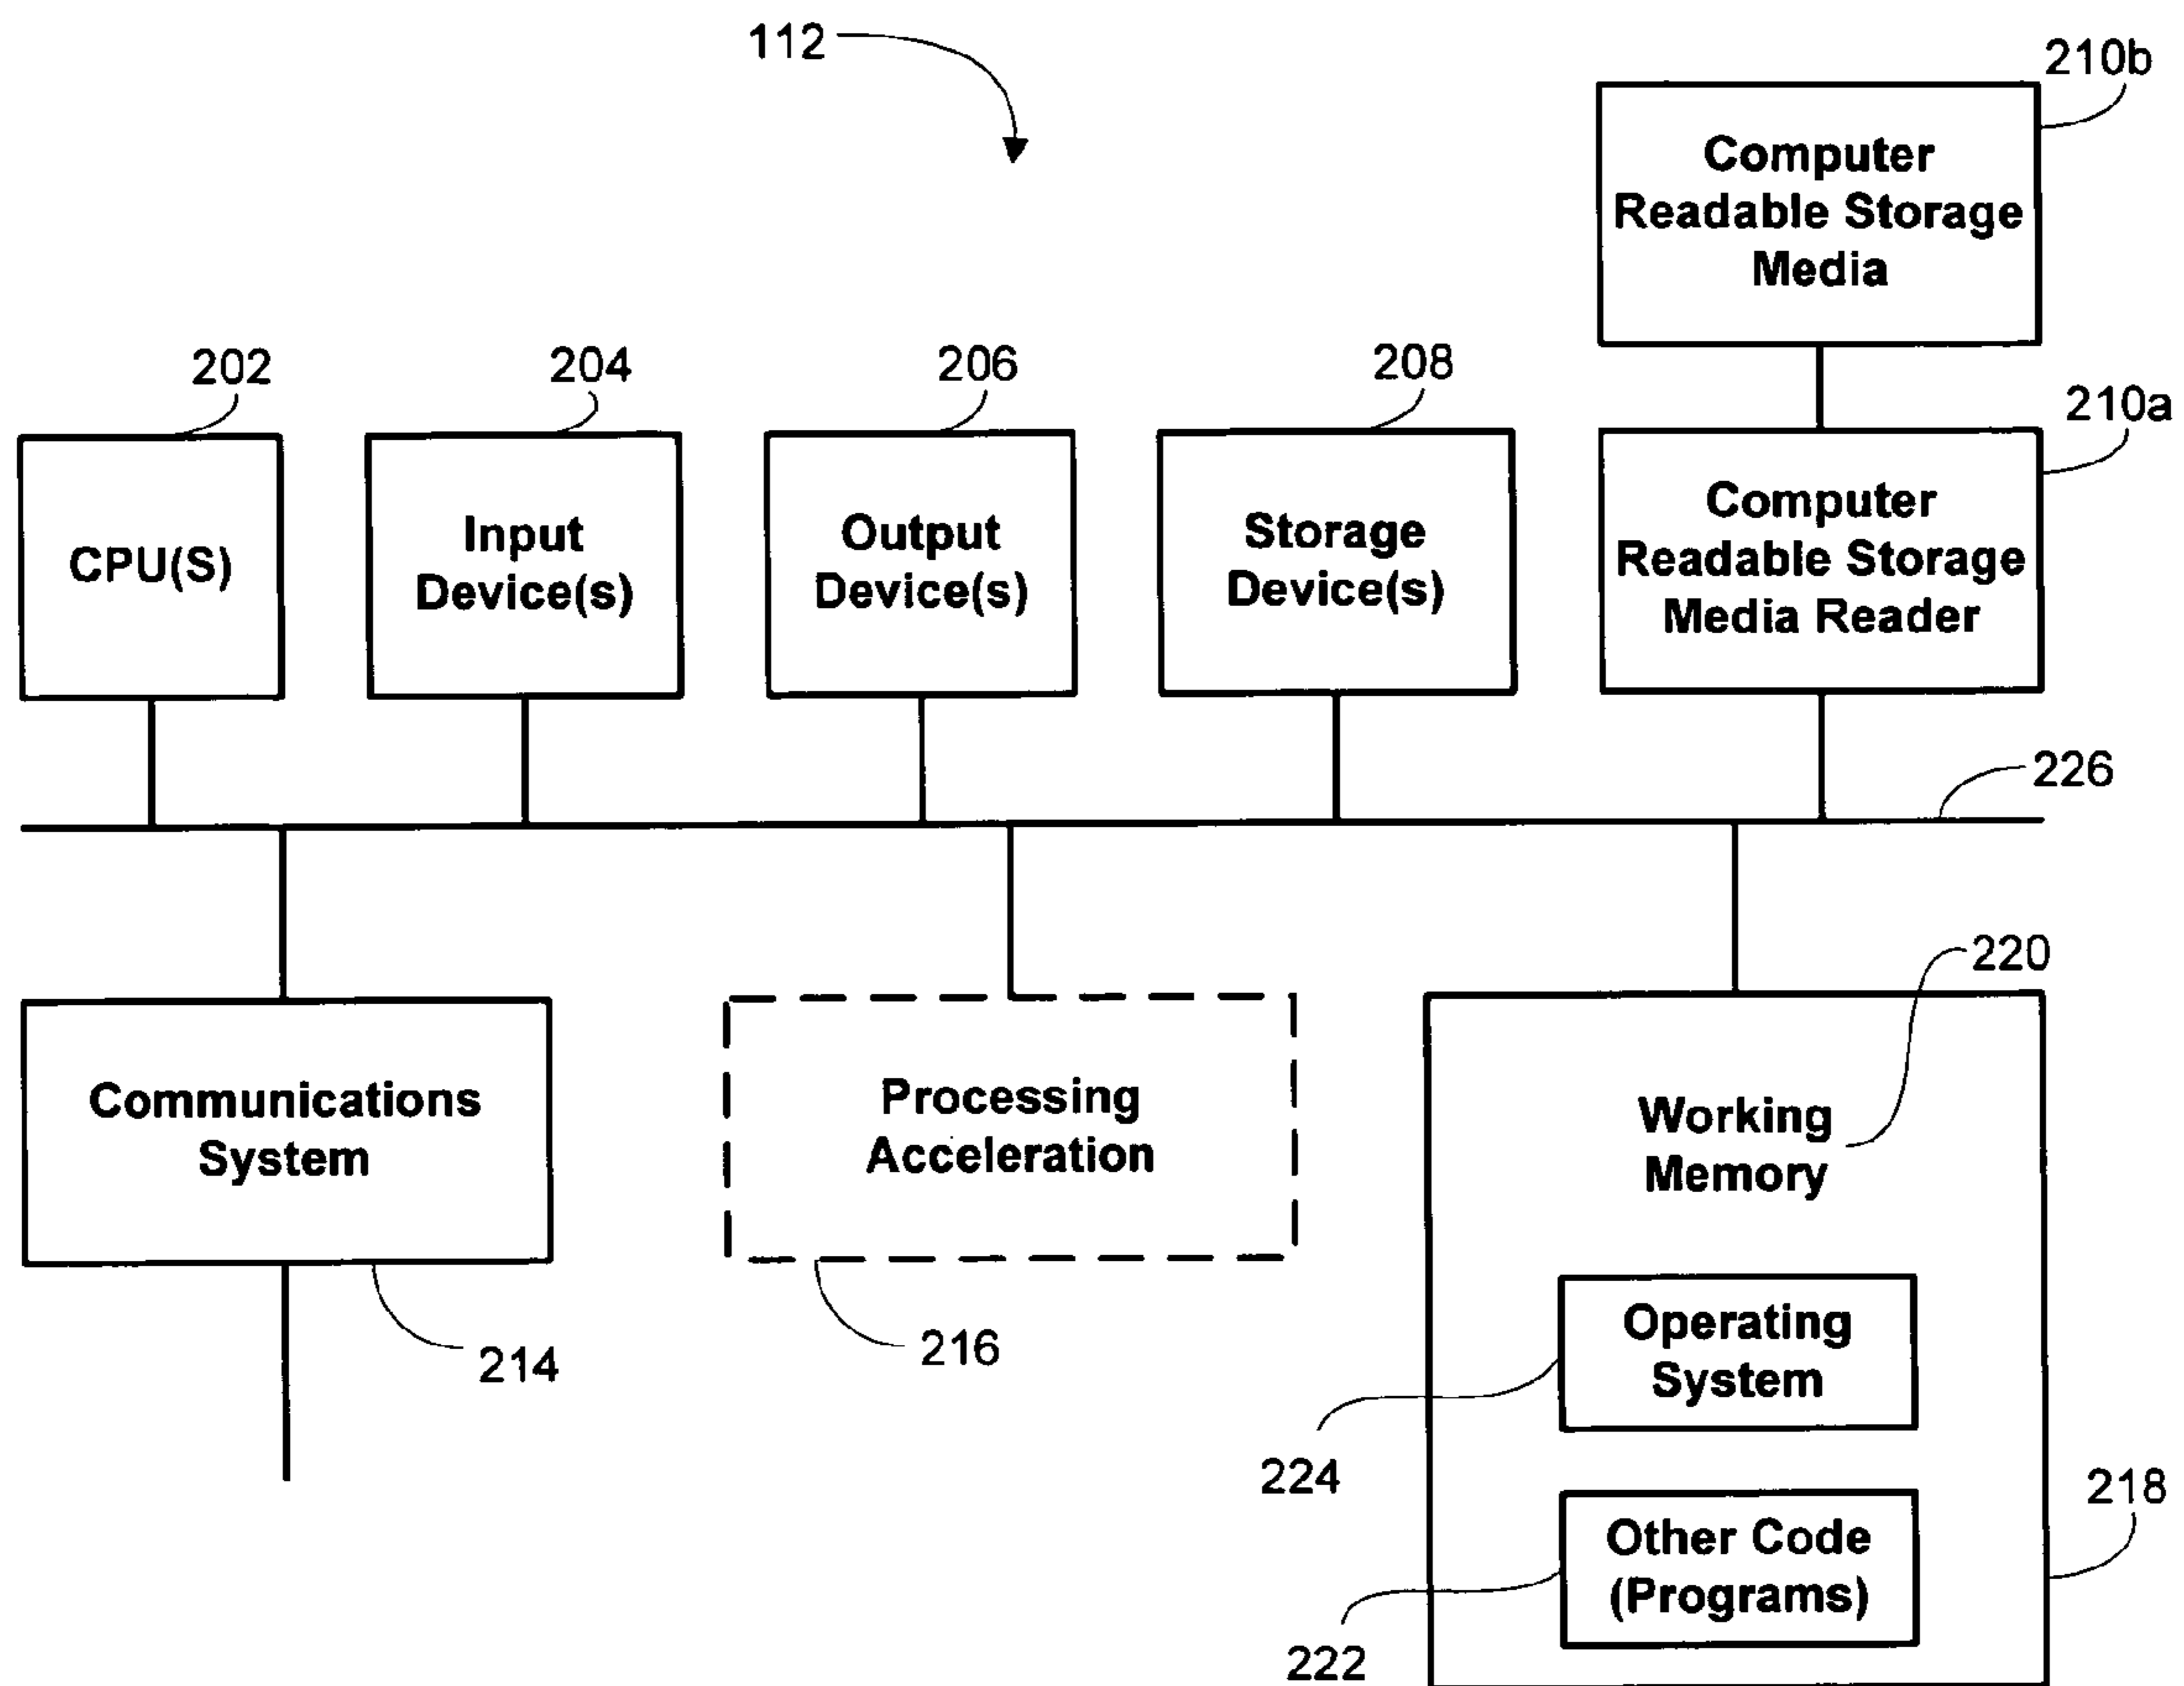 112
210b
Computer
Readable Storage
Media
202
204
206
208
210a
CPU(S)
Input
Device(s)
Output
Device(s)
Storage
Device(s)
Computer
Readable Storage
Media Reader
226
220
Communications
System
Processing
Acceleration
Working
Memory
214
216
Operating
System
224
218
Other Code
(Programs)
222